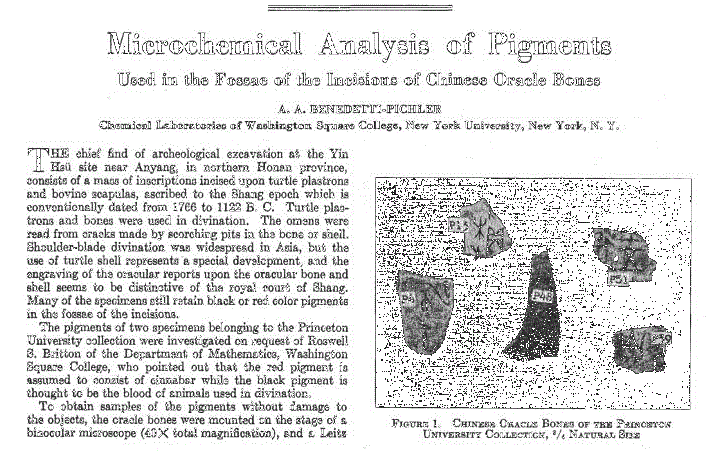 Microchemical Analysis of Pigments
Used in the Fossae of the Incisions of Chinese Oracle Bones
A. A. BENEDETTI-PICHLER
Chemical Laboratories of Washington Square College, New York University, New York, N. Y.
THE chief find of archeological excavation at the Yin
Hsü site near Anyang, in northern Honan province,
consists of a mass of inscriptions incised upon turtle plastrons
and bovine scapulas, ascribed to the Shang epoch which is
conventionally dated from 1766 to 1122 B. C. Turtle plas-
trons and bones were used in divination. The omens were
read from cracks made by scorching pits in the bone or shell.
Shoulder-blade divination was widespread in Asia, but the
use of turtle shell represents a special development, and the
engraving of the oracular reports upon the oracular bone and
shell seems to be distinctive of the royal court of Shang.
Many of the specimens still retain black or red color pigments
in the fossae of the incisions.
The pigments of two specimens belonging to the Princeton
University collection were investigated on request of Roswell
S. Britton of the Department of Mathematics, Washington
Square College, who pointed out that the red pigment is
assumed to consist of cinnabar while the black pigment is
thought to be the blood of animals used in divination.
To obtain samples of the pigments without damage to
the objects, the oracle bones were mounted on the stage of a
binocular microscope (43X total magnification), and a Leitz
P13
P51
P48
FIGURE 1. CHINESE ORACLE BONES OF THE PRINCETON
UNIVERSITY COLLECTION, 3/4 NATURAL SIZE